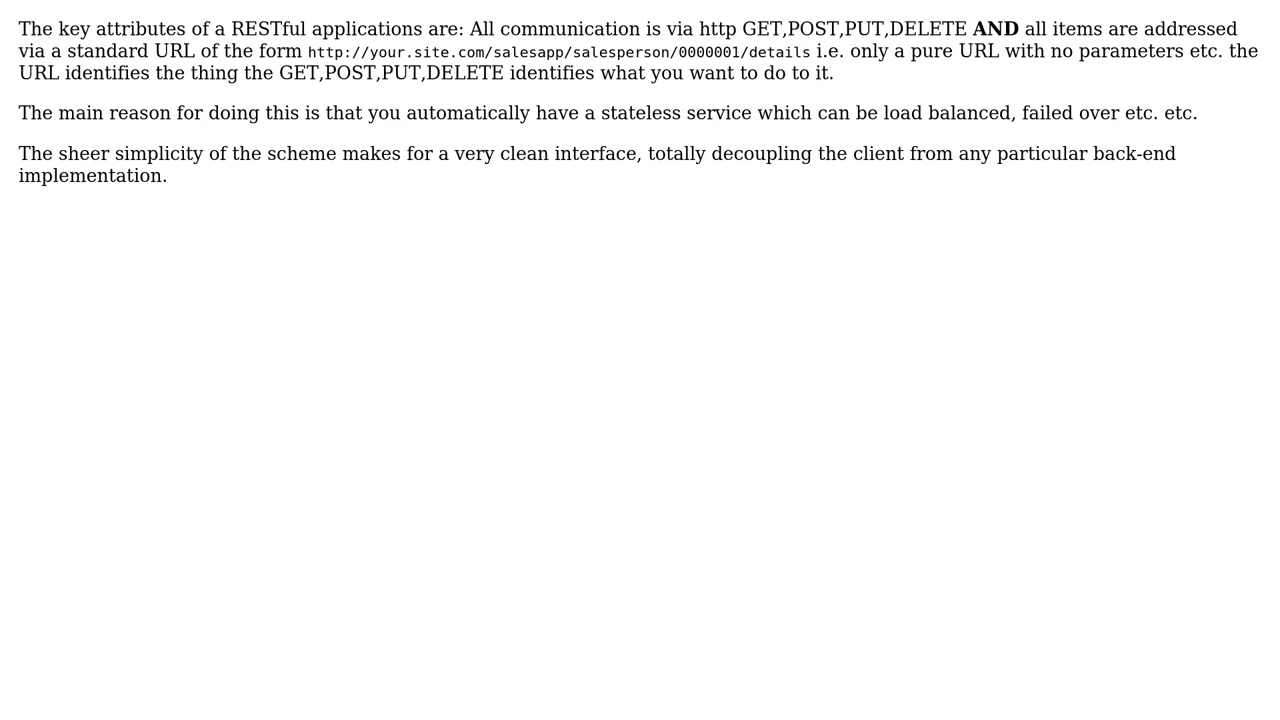 The key attributes of a RESTful applications are: All communication is via http GET,POST,PUT,DELETE AND all items are addressed
via a standard URL of the form http://your.site.com/salesapp/salesperson/0000001/details i.e. only a pure URL with no parameters etc. the
URL identifies the thing the GET,POST,PUT,DELETE identifies what you want to do to it.
The main reason for doing this is that you automatically have a stateless service which can be load balanced, failed over etc. etc.
The sheer simplicity of the scheme makes for a very clean interface, totally decoupling the client from any particular back-end
implementation.